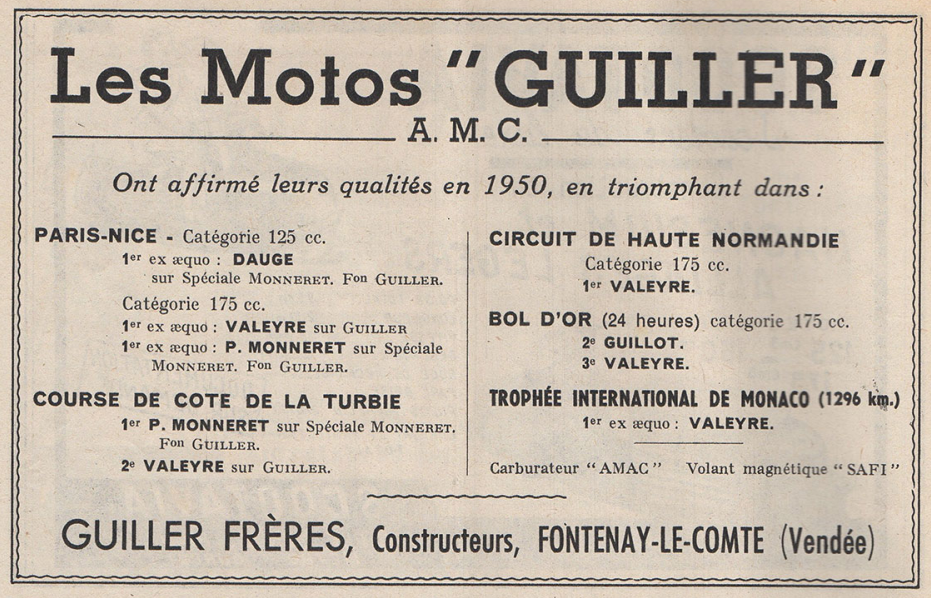 Les Motos "GUILLER"
A. M. C.
Ont affirmé leurs qualités en 1950, en triomphant dans :
PARIS-NICE - Catégorie 125 cc.
1er ex æquo : DAUGE
sur Spéciale MONNERET. Fon GUILLER.
Catégorie 175 cc.
1er ex æquo : VALEYRE sur GUILLER
1er ex æquo : P. MONNERET sur Spéciale
MONNERET. Fon GUILLER.
COURSE DE COTE DE LA TURBIE
1er P. MONNERET sur Spéciale MONNERET.
Fon GUILLER.
2e VALEYRE sur GUILLER.
CIRCUIT DE HAUTE NORMANDIE
Catégorie 175 cc.
1er VALEYRE.
BOL D'OR (24 heures) catégorie 175 cc.
2e GUILLOT.
3e VALEYRE.
TROPHÉE INTERNATIONAL DE MONACO (1296 km.)
1er ex æquo : VALEYRE.
Carburateur "AMAC" Volant magnétique "SAFI"
GUILLER FRÈRES, Constructeurs, FONTENAY-LE-COMTE (Vendée)